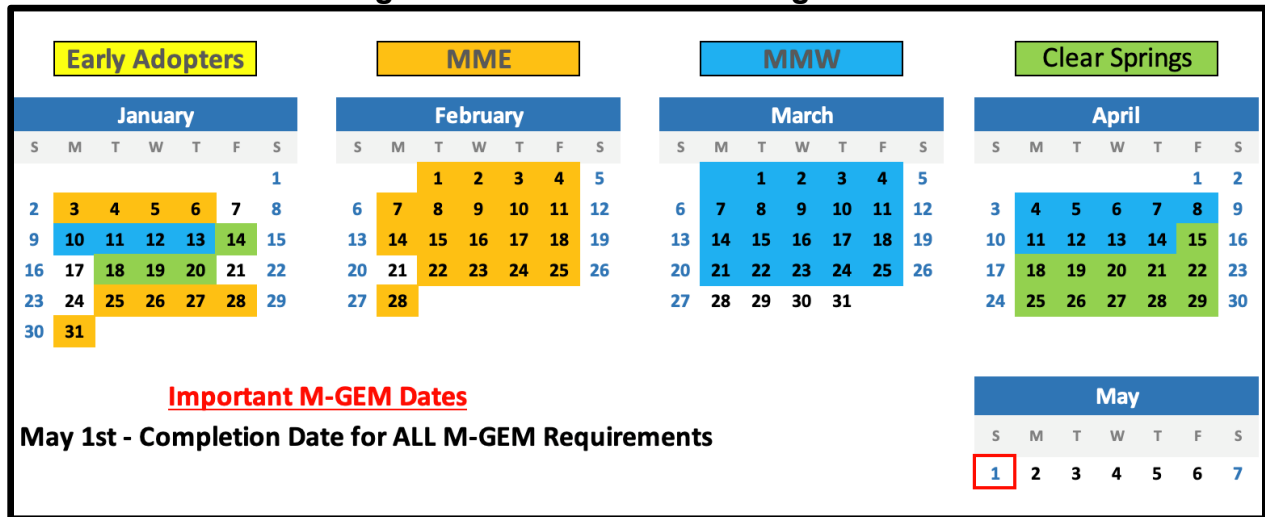 Early Adopters MME MMW Clear Springs
January February March April
S M T W T F S S M T W T F S S M T W T F S S M T W T F S
1 1 2 3 4 5 1 2 3 4 5 1 2
2 3 4 5 6 7 8 6 7 8 9 10 11 12 6 7 8 9 10 11 12 3 4 5 6 7 8 9
9 10 11 12 13 14 15 13 14 15 16 17 18 19 13 14 15 16 17 18 19 10 11 12 13 14 15 16
16 17 18 19 20 21 22 20 21 22 23 24 25 26 20 21 22 23 24 25 26 17 18 19 20 21 22 23
23 24 25 26 27 28 29 27 28 27 28 29 30 31 24 25 26 27 28 29 30
30 31
Important M-GEM Dates May
May 1st - Completion Date for ALL M-GEM Requirements
S M T W T F S
1 2 3 4 5 6 7